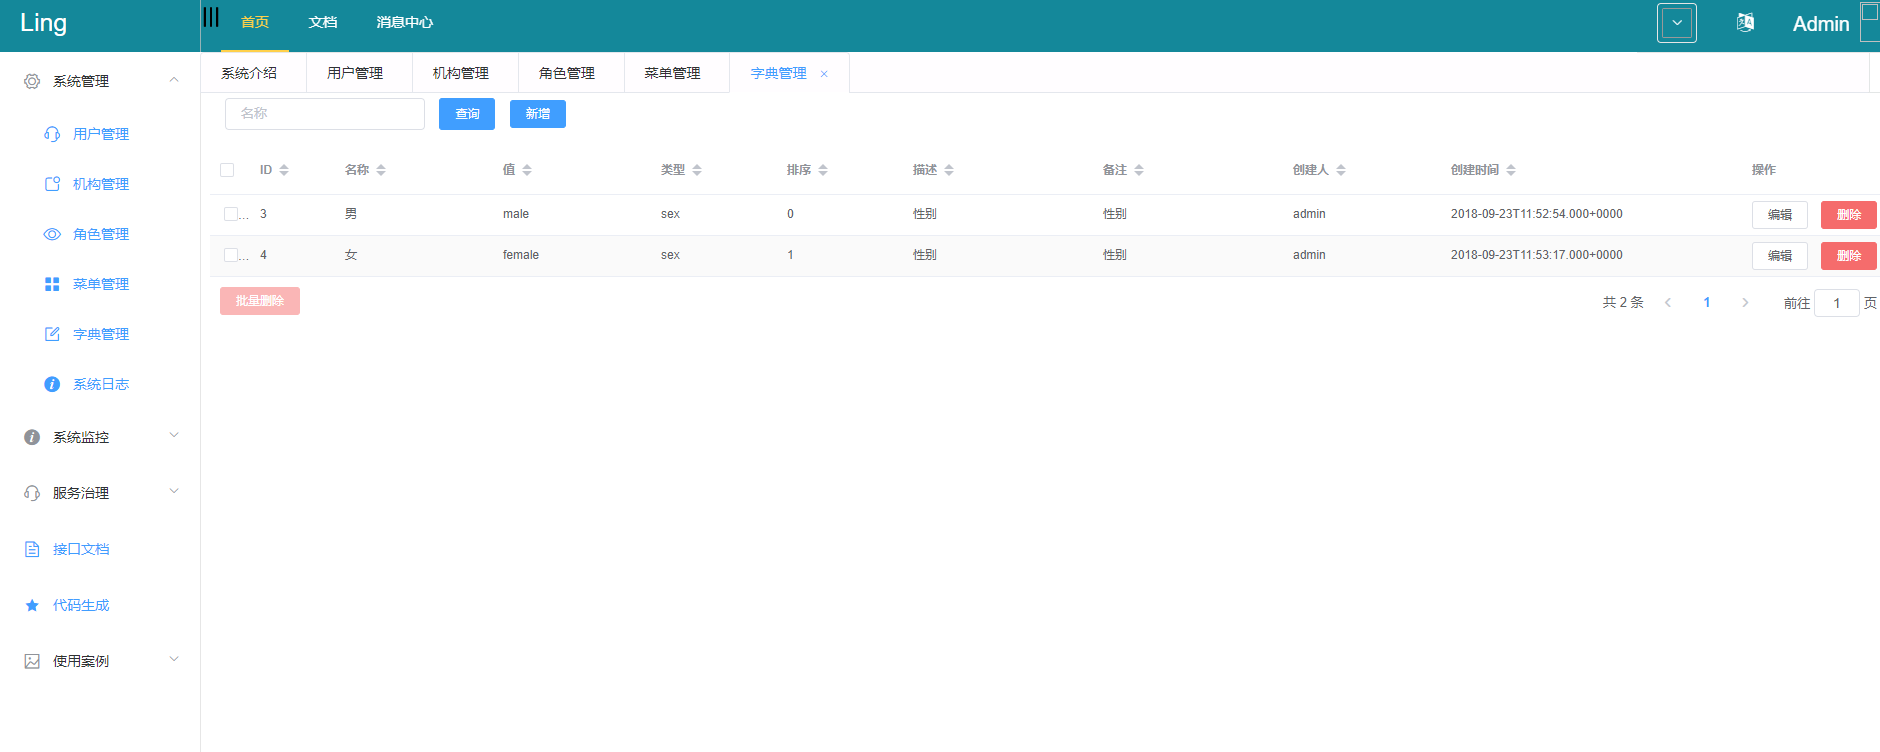 Ling
首页 文档 消息中心
Admin
系统管理
用户管理
机构管理
角色管理
菜单管理
字典管理
系统日志
系统监控
服务治理
接口文档
代码生成
使用案例
系统介绍 用户管理 机构管理 角色管理 菜单管理 字典管理
名称 查询 新增
ID 名称 值 类型 排序 描述 备注 创建人 创建时间 操作
... 3 男 male sex 0 性别 性别 admin 2018-09-23T11:52:54.000+0000 编辑 删除
... 4 女 female sex 1 性别 性别 admin 2018-09-23T11:53:17.000+0000 编辑 删除
批量删除 共 2 条 1 前往 1 页